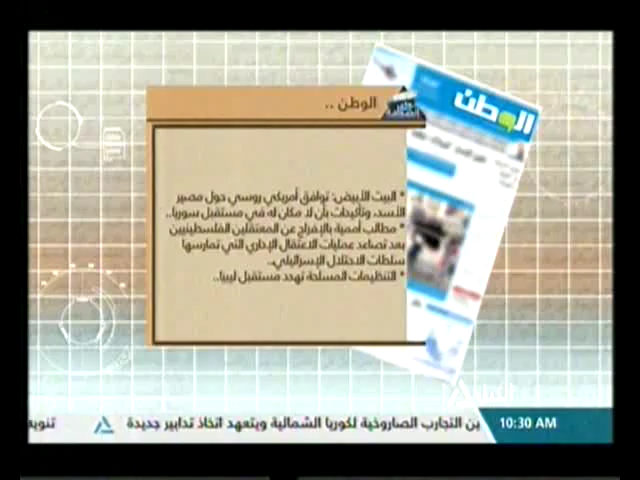 الوطن
الوطن ..
* البيت الأبيض: توافق أمريكي روسي حول مصير
الأسد، وتأكيدات بأن لا مكان له في مستقبل سوريا..
* مطالب أممية بالإفراج عن المعتقلين الفلسطينيين
بعد تصاعد عمليات الاعتقال الإداري التي تمارسها
سلطات الاحتلال الإسرائيلي..
* التنظيمات المسلحة تهدد مستقبل ليبيا..
ين التجارب الصاروخية لكوريا الشمالية ويتعهد اتخاذ تدابير جديدة
تنويه
10:30 AM